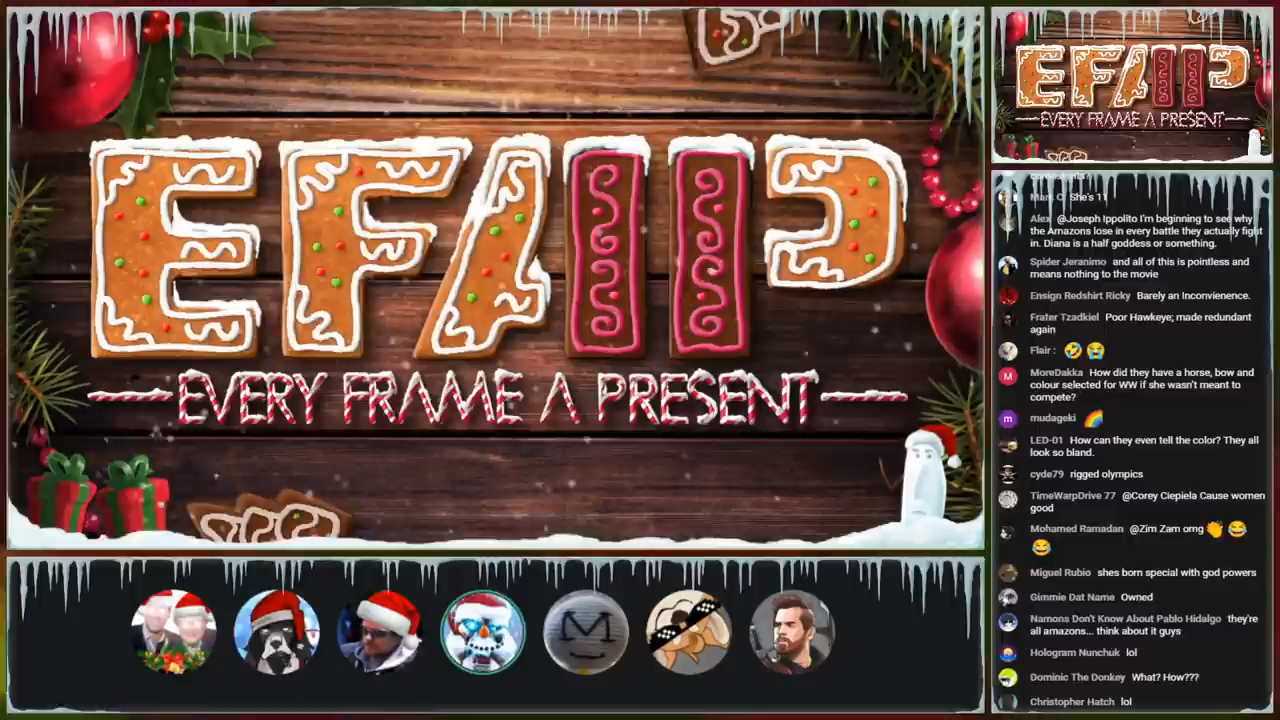 EFAP
EVERY FRAME A PRESENT
EFAP
EVERY FRAME A PRESENT
She's 11
Alex @Joseph Ippolito I'm beginning to see why
the Amazons lose in every battle they actually fight
in. Diana is a half goddess or something.
Spider Jeranimo and all of this is pointless and
means nothing to the movie
Ensign Redshirt Ricky Barely an Inconvienence.
Frater Tzadkiel Poor Hawkeye; made redundant
again
Flair : 🤣 😭
M MoreDakka How did they have a horse, bow and
colour selected for WW if she wasn't meant to
compete?
m mudageki 🌈
LED-01 How can they even tell the color? They all
look so bland.
cyde79 rigged olympics
TimeWarpDrive 77 @Corey Ciepiela Cause women
good
Mohamed Ramadan @Zim Zam omg 👏 😂
😂
Miguel Rubio shes born special with god powers
Gimmie Dat Name Owned
Namons Don't Know About Pablo Hidalgo they're
all amazons... think about it guys
Hologram Nunchuk lol
Dominic The Donkey What? How???
Christopher Hatch lol
M